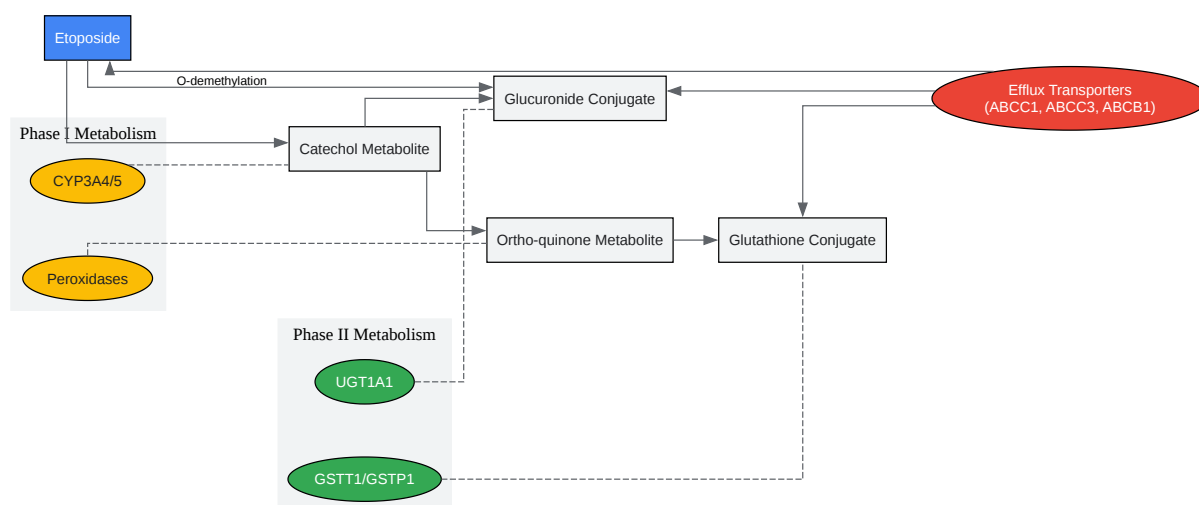 Etoposide
O-demethylation
Glucuronide Conjugate
Efflux Transporters
(ABCC1, ABCC3, ABCB1)
Phase I Metabolism
Catechol Metabolite
CYP3A4/5
Ortho-quinone Metabolite
Glutathione Conjugate
Peroxidases
Phase II Metabolism
UGT1A1
GSTT1/GSTP1